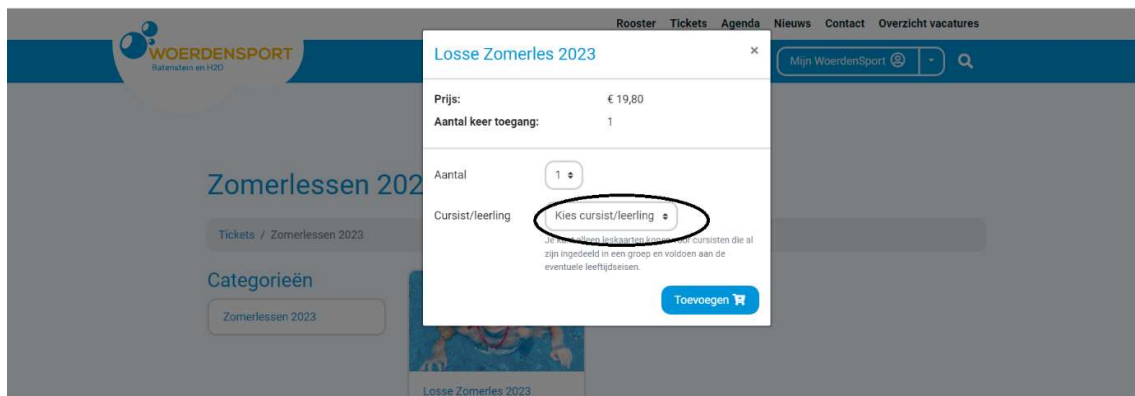 Rooster Tickets Agenda Nieuws Contact Overzicht vacatures
WOERDENSPORT
Batenstein en H2O
Mijn WoerdenSport
Losse Zomerles 2023 ×
Prijs: € 19,80
Aantal keer toegang: 1
Zomerlessen 202
Aantal 1
Cursist/leerling Kies cursist/leerling
Je kunt alleen leskaarten kopen voor cursisten die al
zijn ingedeeld in een groep en voldoen aan de
eventuele leeftijdseisen.
Tickets / Zomerlessen 2023
Categorieën
Zomerlessen 2023
Toevoegen
Losse Zomerles 2023